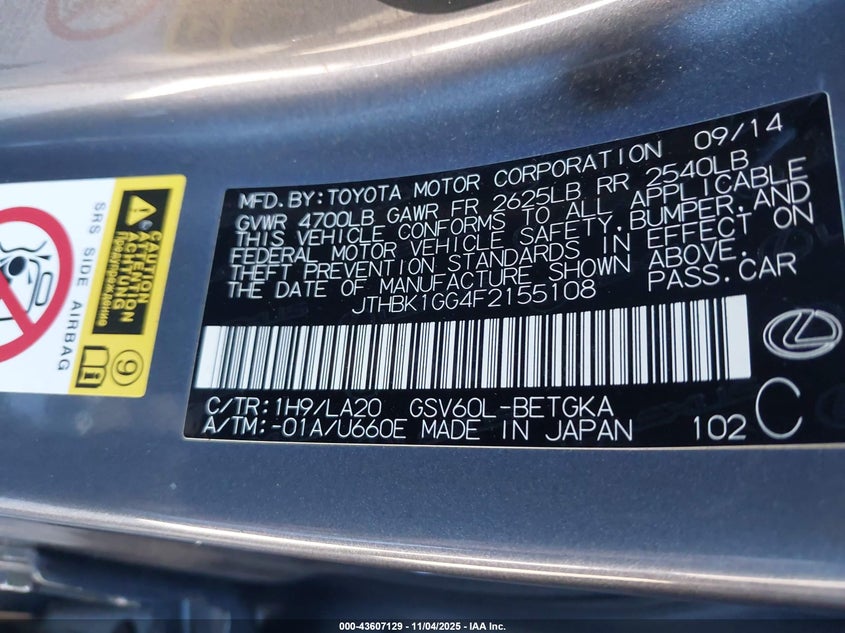 MFD.BY:TOYOTA MOTOR CORPORATION 09/14
GVWR 4700LB GAWR FR 2625LB RR 2540LB
THIS VEHICLE CONFORMS TO ALL APPLICABLE
FEDERAL MOTOR VEHICLE SAFETY,BUMPER,AND
THEFT PREVENTION STANDARDS IN EFFECT ON
THE DATE OF MANUFACTURE SHOWN ABOVE.
JTHBK1GG4F2155108 PASS.CAR
C/TR:1H9/LA20 GSV60L-BETGKA
A/TM:-01A/U660E MADE IN JAPAN 102 C
SRS SIDE AIRBAG
CAUTION
ATTENTION
ACHTUNG
Предупреждение
9
000-43607129 - 11/04/2025 - IAA Inc.